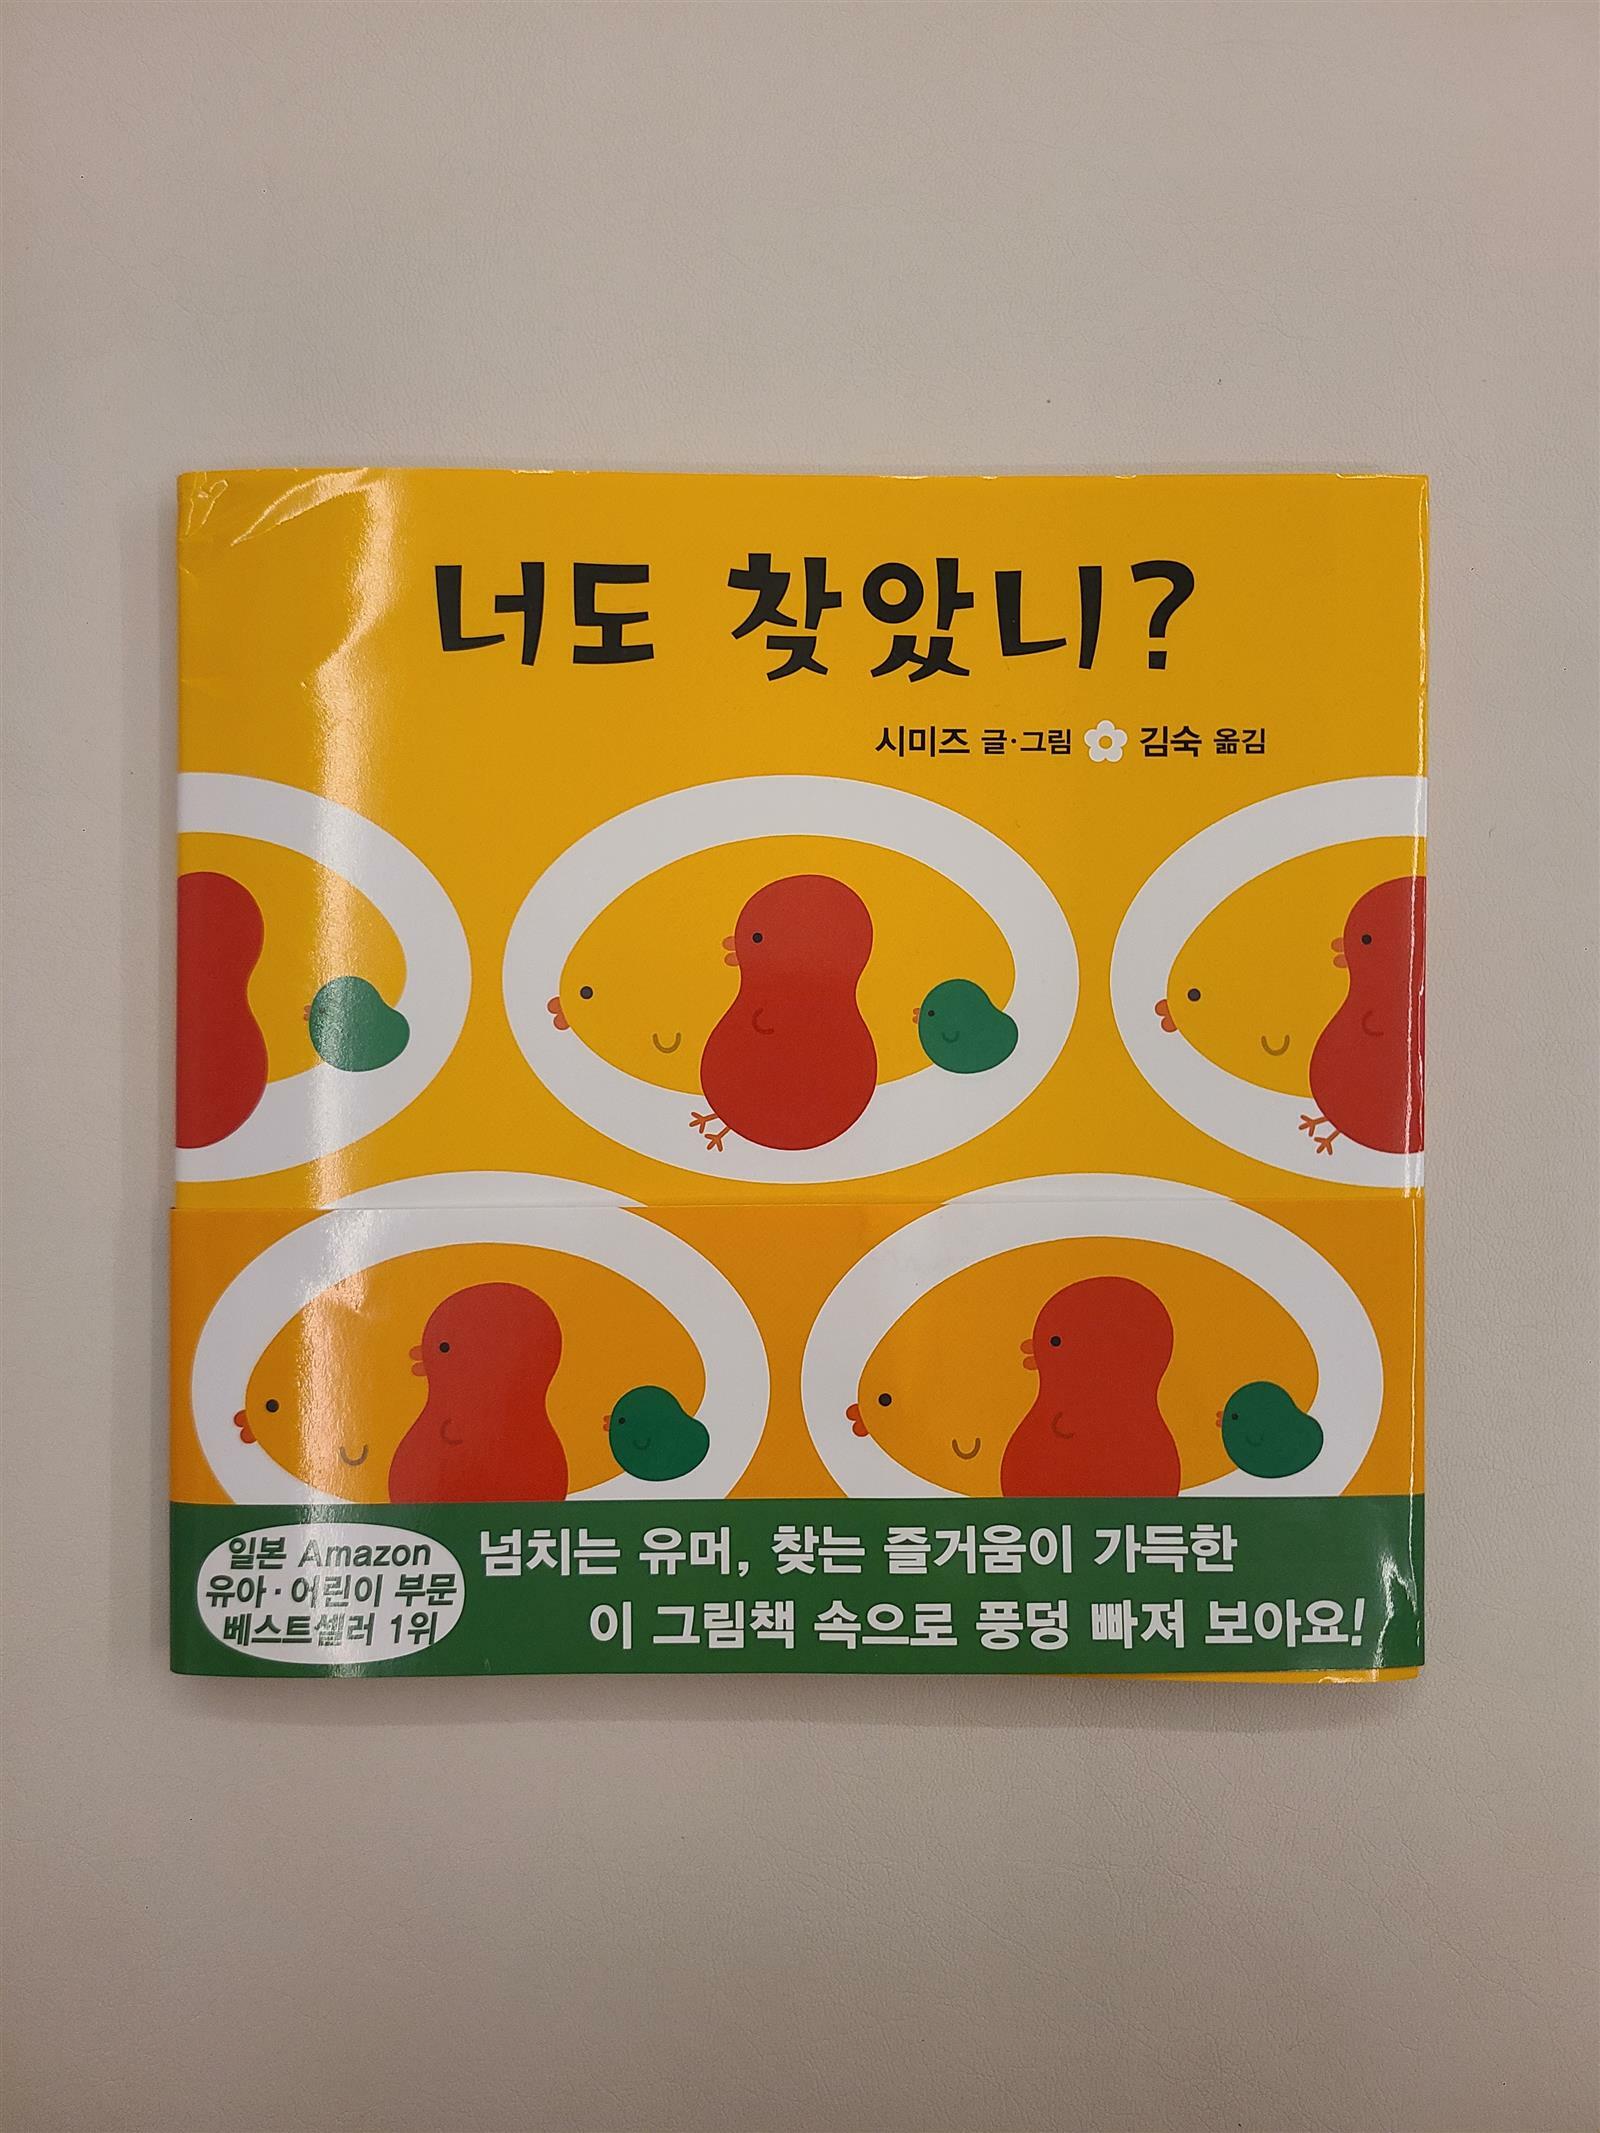 너도 찾았니?
시미즈 글·그림 김숙 옮김
일본 Amazon
유아·어린이 부문
베스트셀러 1위
넘치는 유머, 찾는 즐거움이 가득한
이 그림책 속으로 풍덩 빠져 보아요!